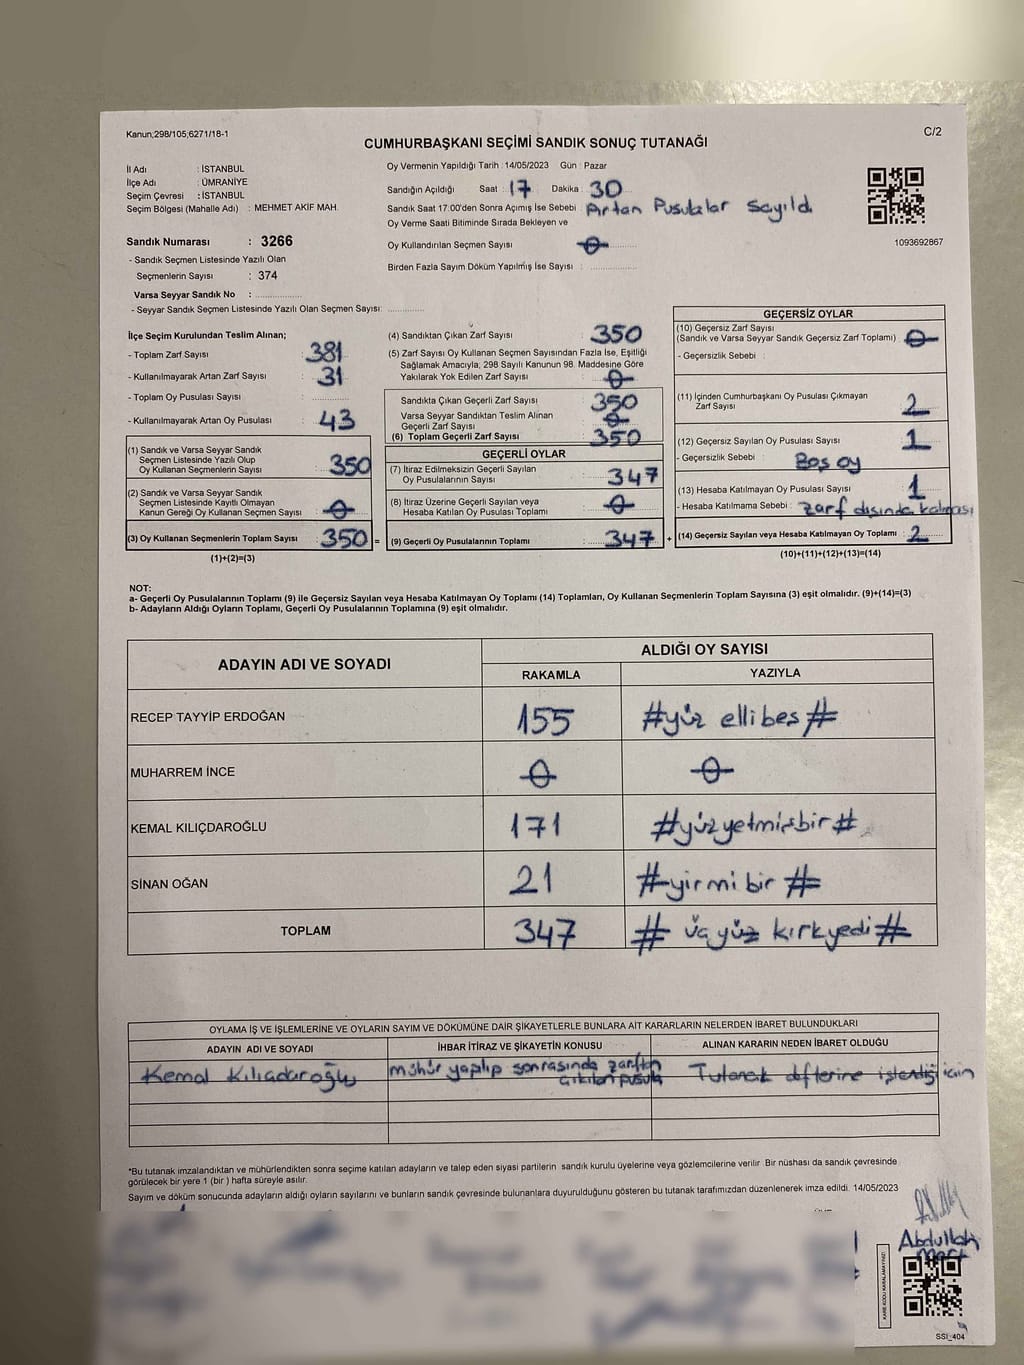 Kanun;298/105;6271/18-1
C/2
CUMHURBAŞKANI SEÇİMİ SANDIK SONUÇ TUTANAĞI
İl Adı : İSTANBUL
İlçe Adı : ÜMRANİYE
Seçim Çevresi : İSTANBUL
Seçim Bölgesi (Mahalle Adı) : MEHMET AKİF MAH.
Oy Vermenin Yapıldığı Tarih : 14/05/2023 Gün : Pazar
Sandığın Açıldığı Saat : 17 Dakika : 30
Sandık Saat 17:00'den Sonra Açımış İse Sebebi : Artan Pusulalar Sayıld
Oy Verme Saati Bitiminde Sırada Bekleyen ve
Oy Kullandırılan Seçmen Sayısı : 0
Birden Fazla Sayım Döküm Yapılmış İse Sayısı : ................
1093692867
Sandık Numarası : 3266
- Sandık Seçmen Listesinde Yazılı Olan
Seçmenlerin Sayısı : 374
Varsa Seyyar Sandık No : ................
- Seyyar Sandık Seçmen Listesinde Yazılı Olan Seçmen Sayısı: ................
İlçe Seçim Kurulundan Teslim Alınan;
- Toplam Zarf Sayısı : 381
- Kullanılmayarak Artan Zarf Sayısı : 31
- Toplam Oy Pusulası Sayısı : ................
- Kullanılmayarak Artan Oy Pusulası : 43
(1) Sandık ve Varsa Seyyar Sandık
Seçmen Listesinde Yazılı Olup
Oy Kullanan Seçmenlerin Sayısı : 350
(2) Sandık ve Varsa Seyyar Sandık
Seçmen Listesinde Kayıtlı Olmayan
Kanun Gereği Oy Kullanan Seçmen Sayısı : 0
(3) Oy Kullanan Seçmenlerin Toplam Sayısı : 350 =
(1)+(2)=(3)
(4) Sandıktan Çıkan Zarf Sayısı : 350
(5) Zarf Sayısı Oy Kullanan Seçmen Sayısından Fazla İse, Eşitliği
Sağlamak Amacıyla; 298 Sayılı Kanunun 98. Maddesine Göre
Yakılarak Yok Edilen Zarf Sayısı : 0
Sandıkta Çıkan Geçerli Zarf Sayısı : 350
Varsa Seyyar Sandıktan Teslim Alınan
Geçerli Zarf Sayısı : 0
(6) Toplam Geçerli Zarf Sayısı : 350
GEÇERLİ OYLAR
(7) İtiraz Edilmeksizin Geçerli Sayılan
Oy Pusulalarının Sayısı : 347
(8) İtiraz Üzerine Geçerli Sayılan veya
Hesaba Katılan Oy Pusulası Toplamı : 0
(9) Geçerli Oy Pusulalarının Toplamı : 347 +
GEÇERSİZ OYLAR
(10) Geçersiz Zarf Sayısı
(Sandık ve Varsa Seyyar Sandık Geçersiz Zarf Toplamı) : 0
- Geçersizlik Sebebi :
(11) İçinden Cumhurbaşkanı Oy Pusulası Çıkmayan
Zarf Sayısı : 2
(12) Geçersiz Sayılan Oy Pusulası Sayısı : 1
- Geçersizlik Sebebi : Boş oy
(13) Hesaba Katılmayan Oy Pusulası Sayısı : 1
- Hesaba Katılmama Sebebi : zarf dışında kalması
(14) Geçersiz Sayılan veya Hesaba Katılmayan Oy Toplamı : 2
(10)+(11)+(12)+(13)=(14)
NOT:
a- Geçerli Oy Pusulalarının Toplamı (9) ile Geçersiz Sayılan veya Hesaba Katılmayan Oy Toplamı (14) Toplamları, Oy Kullanan Seçmenlerin Toplam Sayısına (3) eşit olmalıdır. (9)+(14)=(3)
b- Adayların Aldığı Oyların Toplamı, Geçerli Oy Pusulalarının Toplamına (9) eşit olmalıdır.
ADAYIN ADI VE SOYADI
ALDIĞI OY SAYISI
RAKAMLA YAZIYLA
RECEP TAYYİP ERDOĞAN 155 #yüz ellibeş#
MUHARREM İNCE 0 0
KEMAL KILIÇDAROĞLU 171 #yüzyetmişbir#
SİNAN OĞAN 21 #yirmi bir#
TOPLAM 347 # üçyüz kırkyedi#
OYLAMA İŞ VE İŞLEMLERİNE VE OYLARIN SAYIM VE DÖKÜMÜNE DAİR ŞİKAYETLERLE BUNLARA AİT KARARLARIN NELERDEN İBARET BULUNDUKLARI
ADAYIN ADI VE SOYADI İHBAR İTİRAZ VE ŞİKAYETİN KONUSU ALINAN KARARIN NEDEN İBARET OLDUĞU
Kemal Kılıçdaroğlu mühür yapılıp sonrasında zarftan Tutanak defterine işlendiği için
çıkılan pusula
*Bu tutanak imzalandıktan ve mühürlendikten sonra seçime katılan adayların ve talep eden siyasi partilerin sandık kurulu üyelerine veya gözlemcilerine verilir. Bir nüshası da sandık çevresinde
görülecek bir yere 1 (bir) hafta süreyle asılır.
Sayım ve döküm sonucunda adayların aldığı oyların sayılarını ve bunların sandık çevresinde bulunanlara duyurulduğunu gösteren bu tutanak tarafımızdan düzenlenerek imza edildi. 14/05/2023
Abdullah
KARE KODU KARALAMAYINIZ!
SSI_404